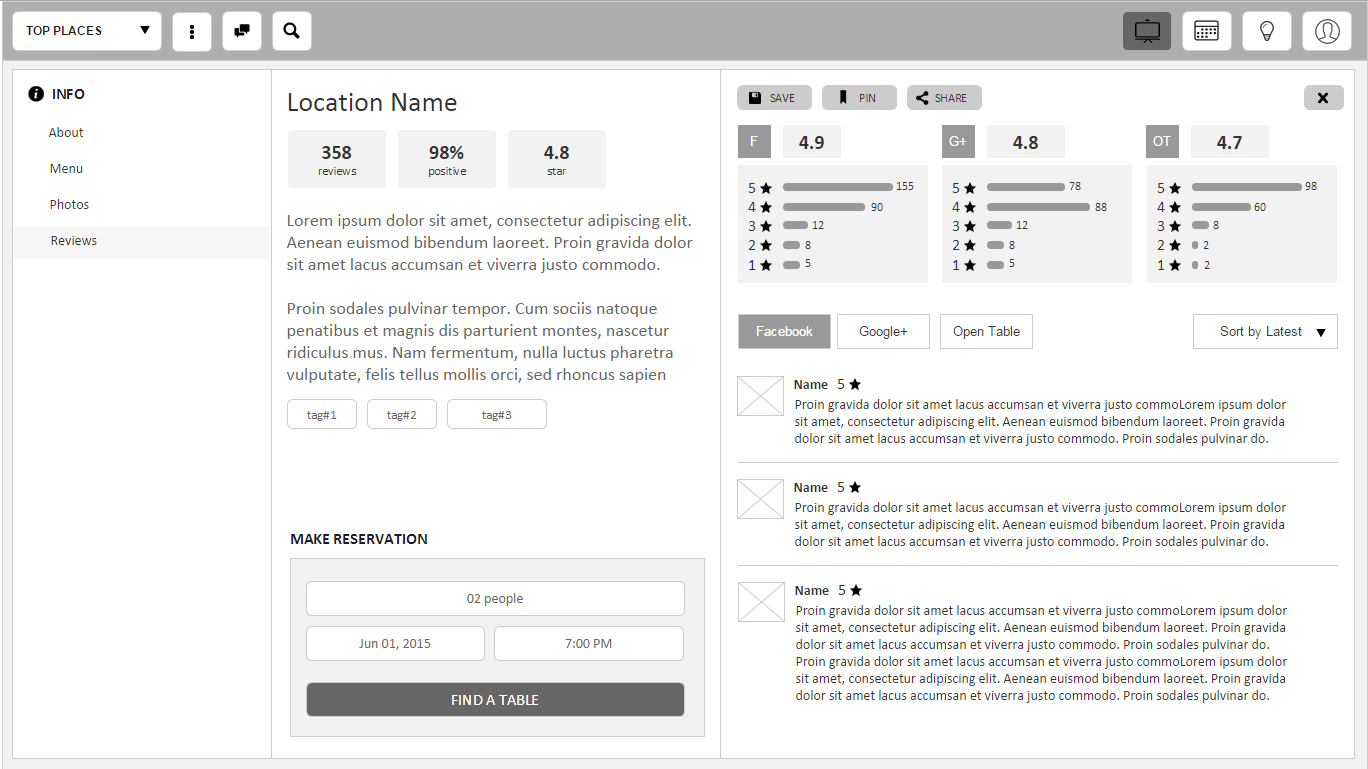 TOP PLACES
INFO
About
Menu
Photos
Reviews
Location Name
358
reviews
98%
positive
4.8
star
Lorem ipsum dolor sit amet, consectetur adipiscing elit.
Aenean euismod bibendum laoreet. Proin gravida dolor
sit amet lacus accumsan et viverra justo commodo.
Proin sodales pulvinar tempor. Cum sociis natoque
penatibus et magnis dis parturient montes, nascetur
ridiculus mus. Nam fermentum, nulla luctus pharetra
vulputate, felis tellus mollis orci, sed rhoncus sapien
tag#1
tag#2
tag#3
MAKE RESERVATION
02 people
Jun 01, 2015
7:00 PM
FIND A TABLE
SAVE
PIN
SHARE
F
4.9
5 155
4 90
3 12
2 8
1 5
G+
4.8
5 78
4 88
3 12
2 8
1 5
OT
4.7
5 98
4 60
3 8
2 2
1 2
Facebook
Google+
Open Table
Sort by Latest
Name 5
Proin gravida dolor sit amet lacus accumsan et viverra justo commoLorem ipsum dolor
sit amet, consectetur adipiscing elit. Aenean euismod bibendum laoreet. Proin gravida
dolor sit amet lacus accumsan et viverra justo commodo. Proin sodales pulvinar do.
Name 5
Proin gravida dolor sit amet lacus accumsan et viverra justo commoLorem ipsum dolor
sit amet, consectetur adipiscing elit. Aenean euismod bibendum laoreet. Proin gravida
dolor sit amet lacus accumsan et viverra justo commodo. Proin sodales pulvinar do.
Name 5
Proin gravida dolor sit amet lacus accumsan et viverra justo commoLorem ipsum dolor
sit amet, consectetur adipiscing elit. Aenean euismod bibendum laoreet. Proin gravida
dolor sit amet lacus accumsan et viverra justo commodo. Proin sodales pulvinar do.
Proin gravida dolor sit amet lacus accumsan et viverra justo commoLorem ipsum dolor
sit amet, consectetur adipiscing elit. Aenean euismod bibendum laoreet. Proin gravida
dolor sit amet lacus accumsan et viverra justo commodo. Proin sodales pulvinar do.